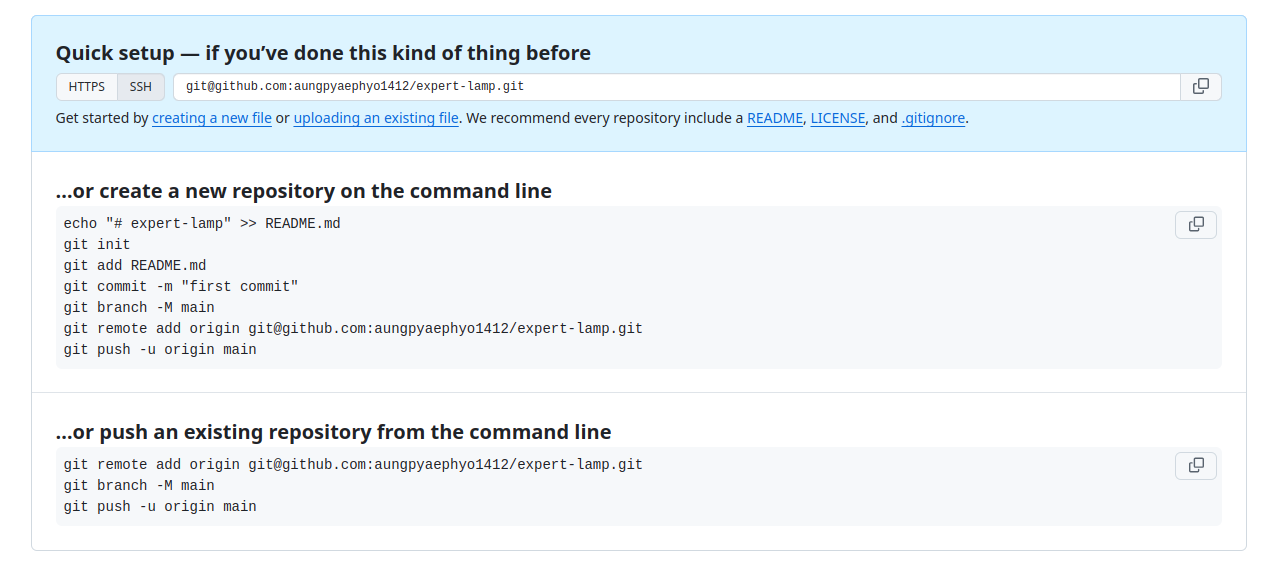 Quick setup — if you’ve done this kind of thing before
HTTPS SSH git@github.com:aungpyaephyo1412/expert-lamp.git
Get started by creating a new file or uploading an existing file. We recommend every repository include a README, LICENSE, and .gitignore.
…or create a new repository on the command line
echo "# expert-lamp" >> README.md
git init
git add README.md
git commit -m "first commit"
git branch -M main
git remote add origin git@github.com:aungpyaephyo1412/expert-lamp.git
git push -u origin main
…or push an existing repository from the command line
git remote add origin git@github.com:aungpyaephyo1412/expert-lamp.git
git branch -M main
git push -u origin main